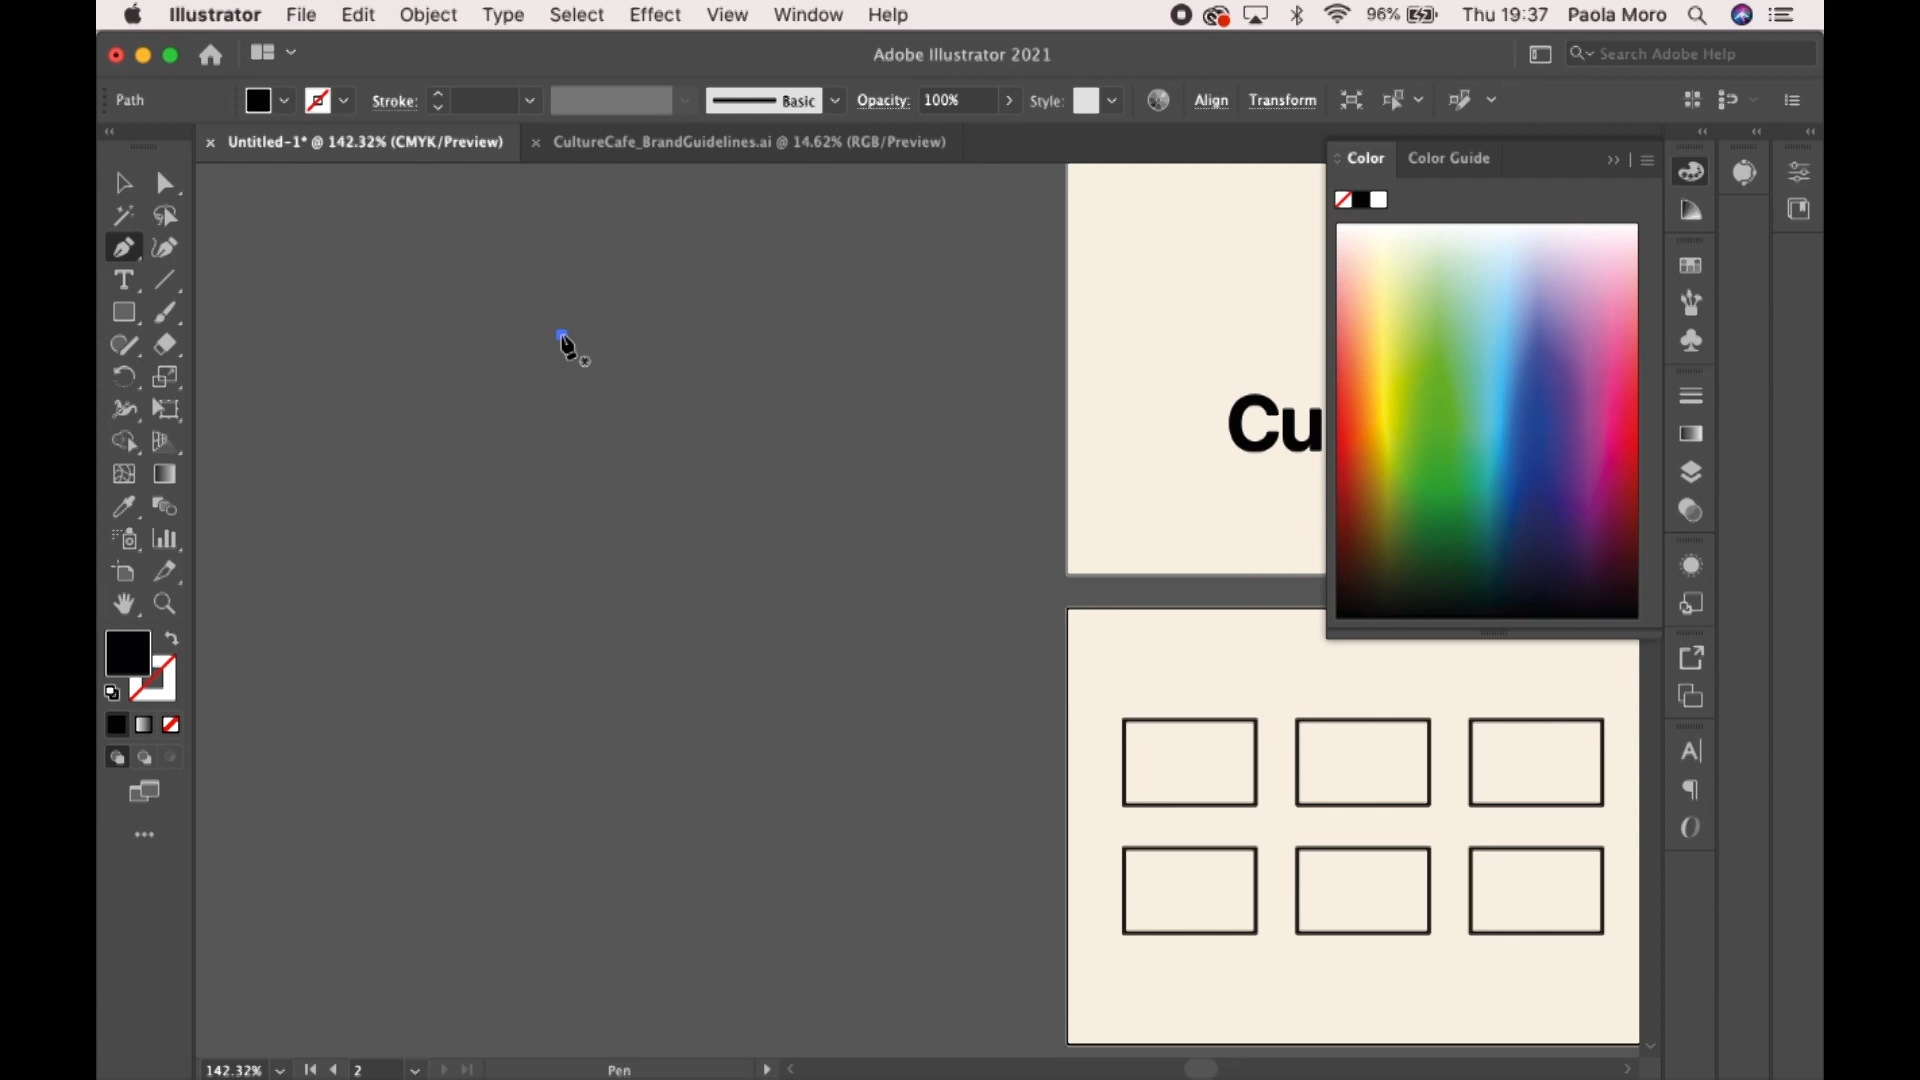 Illustrator File Edit Object Type Select Effect View Window Help 96% Thu 19:37 Paola Moro
Adobe Illustrator 2021 Search Adobe Help
Path Stroke: Basic Opacity: 100% Style: Align Transform
Untitled-1* @ 142.32% (CMYK/Preview) CultureCafe_BrandGuidelines.ai @ 14.62% (RGB/Preview)
Color Color Guide
Cu
142.32% 2 Pen